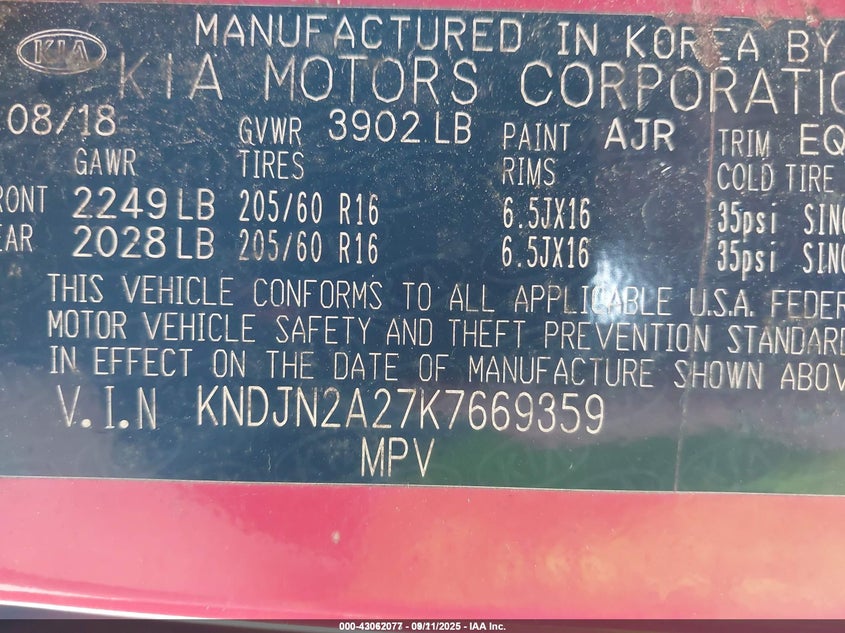 MANUFACTURED IN KOREA BY
KIA KIA MOTORS CORPORATIO
08/18 GVWR 3902 LB PAINT AJR TRIM EQ
GAWR TIRES RIMS COLD TIRE
RONT 2249 LB 205/60 R16 6.5JX16 35psi SING
EAR 2028 LB 205/60 R16 6.5JX16 35psi SING
THIS VEHICLE CONFORMS TO ALL APPLICABLE U.S.A. FEDER
MOTOR VEHICLE SAFETY AND THEFT PREVENTION STANDARD
IN EFFECT ON THE DATE OF MANUFACTURE SHOWN ABOV
V.I.N KNDJN2A27K7669359
MPV
000-43062077 - 09/11/2025 - IAA Inc.